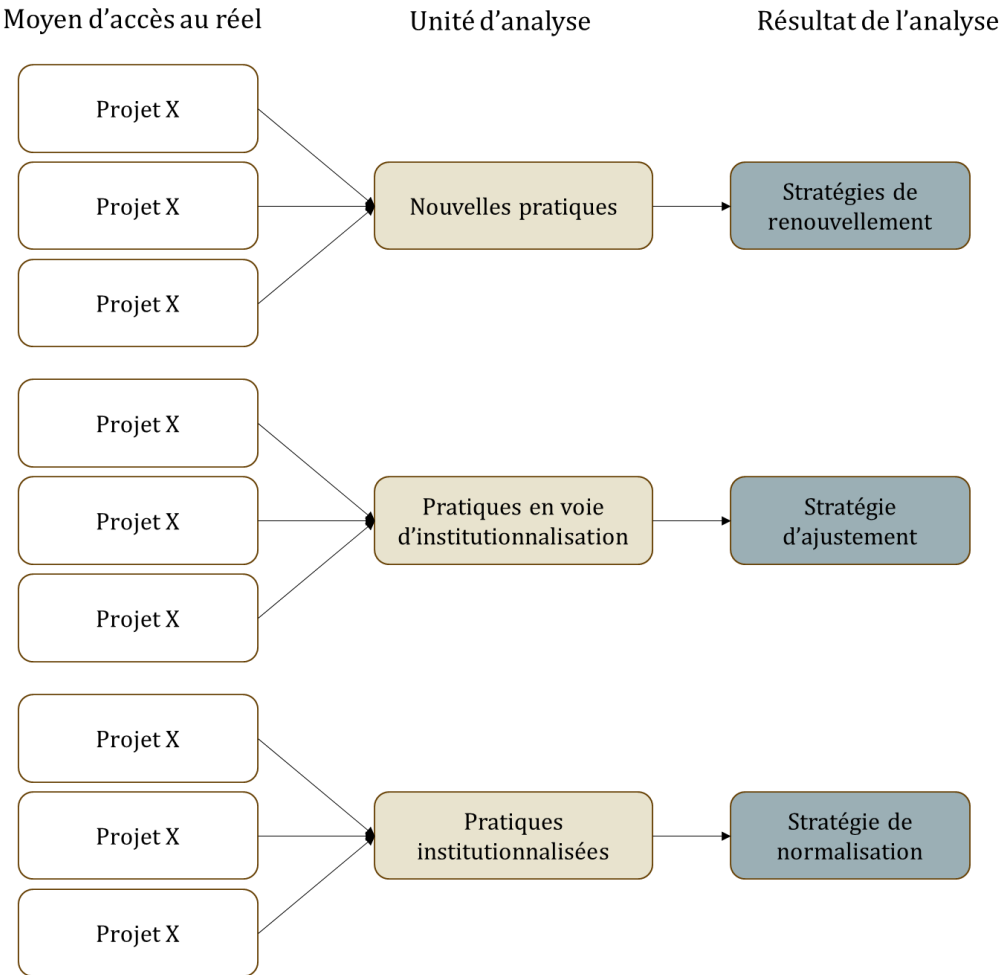 Moyen d'accès au réel
Unité d'analyse
Résultat de l'analyse
Projet X
Projet X
Projet X
Nouvelles pratiques
Stratégies de
renouvellement
Projet X
Projet X
Projet X
Pratiques en voie
d'institutionnalisation
Stratégie
d'ajustement
Projet X
Projet X
Projet X
Pratiques
institutionnalisées
Stratégie de
normalisation